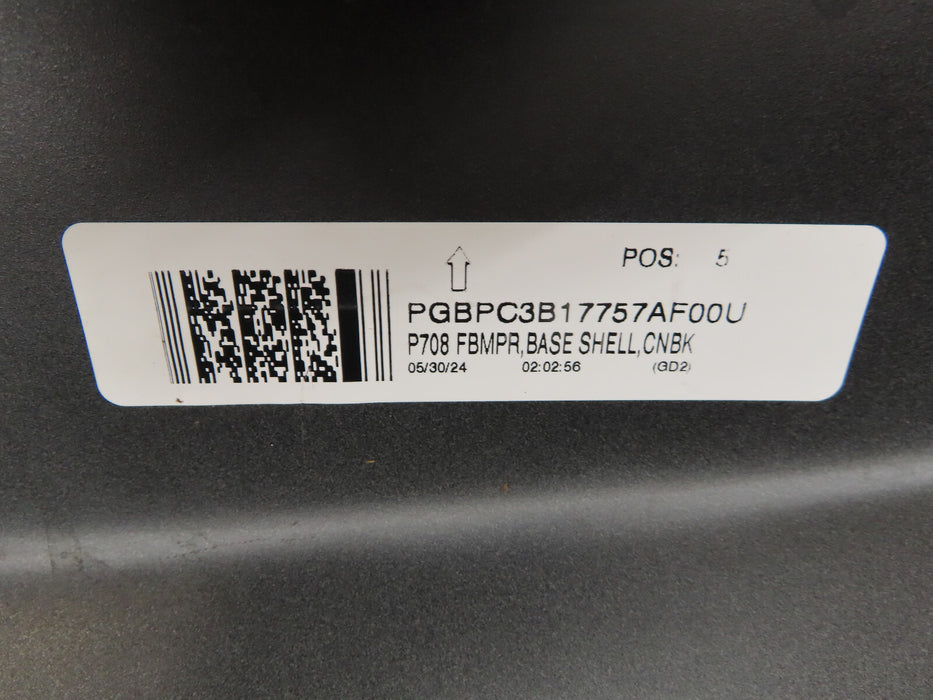 POS: 5
PGBPC3B17757AF00U
P708 FBMPR,BASE SHELL,CNBK
05/30/24 02:02:56 (GD2)